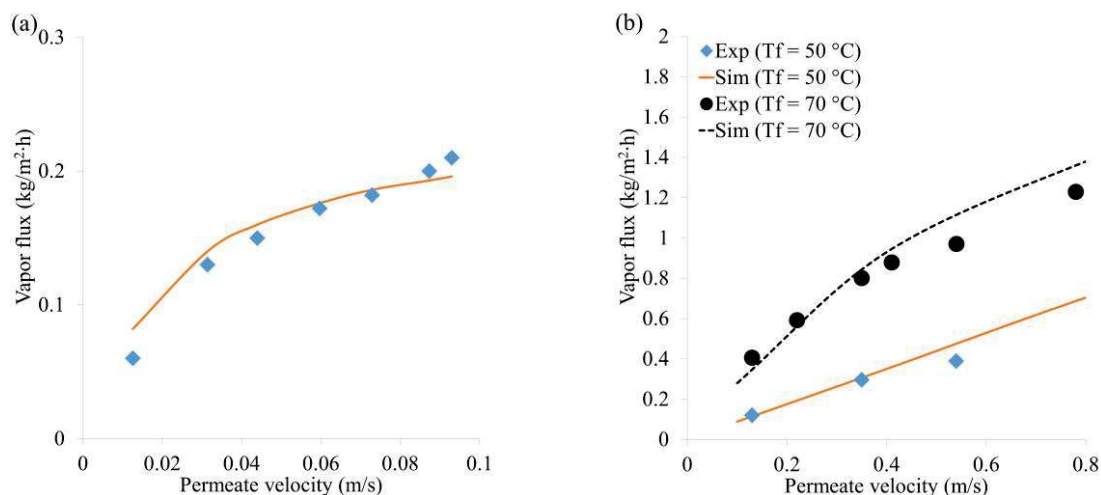 (a)
0.3
0.2
0.1
0
Vapor flux (kg/m²·h)
0
0.02
0.04
0.06
0.08
0.1
Permeate velocity (m/s)
(b)
2
1.8
1.6
1.4
1.2
1
0.8
0.6
0.4
0.2
0
Vapor flux (kg/m²·h)
Exp (Tf = 50 °C)
Sim (Tf = 50 °C)
Exp (Tf = 70 °C)
Sim (Tf = 70 °C)
0
0.2
0.4
0.6
0.8
Permeate velocity (m/s)